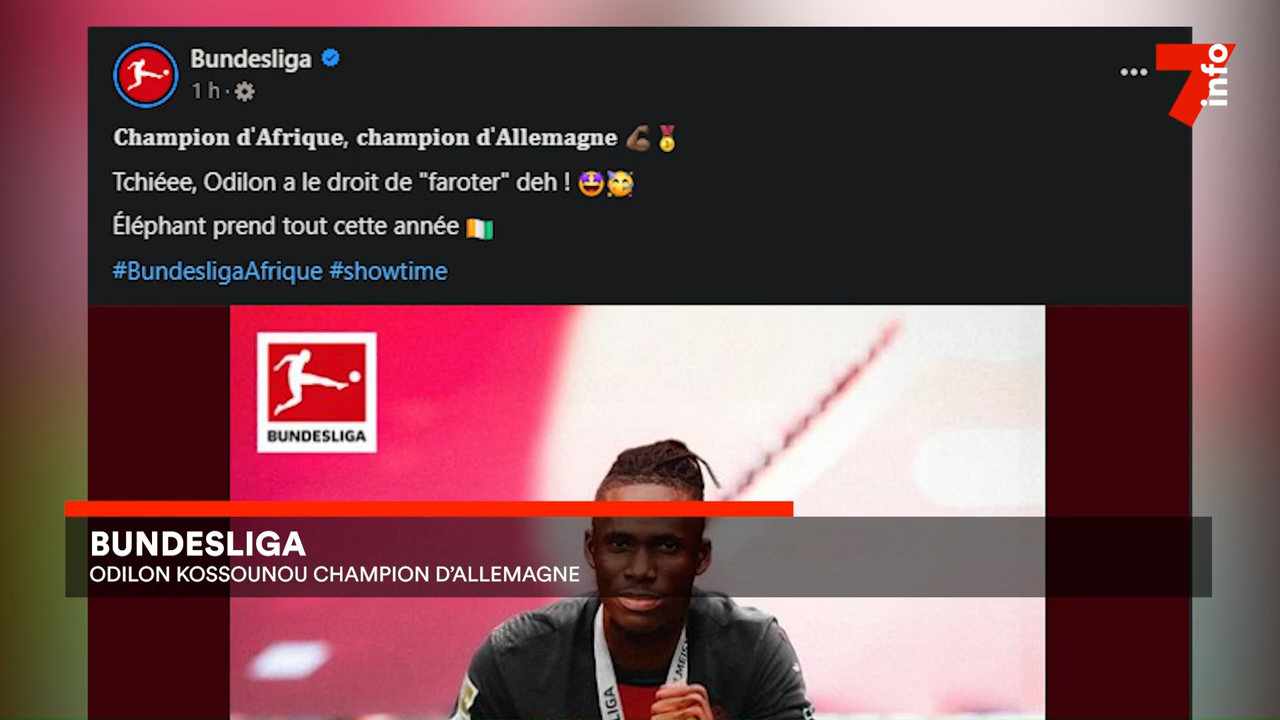 Bundesliga
1 h ·
7 info
Champion d'Afrique, champion d'Allemagne 💪🏾🏅
Tchiéee, Odilon a le droit de "faroter" deh ! 🤩🥳
Éléphant prend tout cette année 🇨🇮
#BundesligaAfrique #showtime
BUNDESLIGA
BUNDESLIGA
ODILON KOSSOUNOU CHAMPION D'ALLEMAGNE